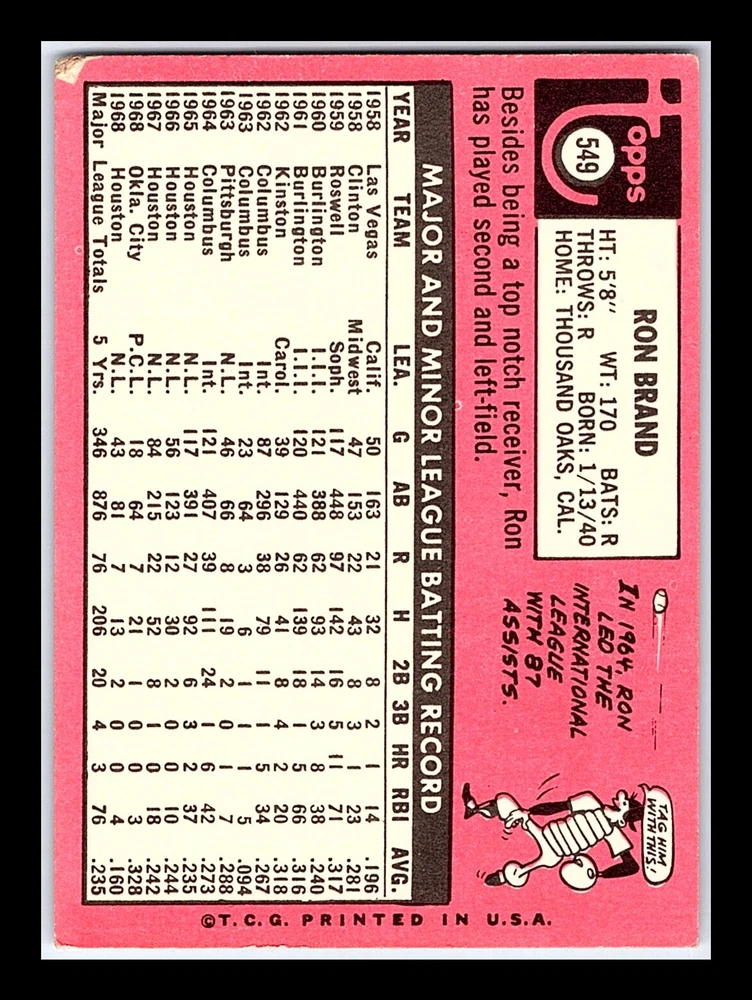 Topps
549
RON BRAND
HT: 5'8" WT: 170 BATS: R
THROWS: R BORN: 1/13/40
HOME: THOUSAND OAKS, CAL.
IN 1964, RON
LED THE
INTERNATIONAL
LEAGUE
WITH 87
ASSISTS.
TAG HIM
WITH THIS!
Besides being a top notch receiver, Ron
has played second and left-field.
MAJOR AND MINOR LEAGUE BATTING RECORD
YEAR TEAM LEA. G AB R H 2B 3B HR RBI AVG.
1958 Las Vegas Calif. 50 163 21 32 8 2 1 14 .196
1958 Clinton Midwest 47 153 22 43 8 3 1 23 .281
1959 Roswell Soph. 117 448 97 142 16 5 11 71 .317
1960 Burlington I.I.I. 121 388 62 93 14 3 8 38 .240
1961 Burlington I.I.I. 120 440 62 139 18 1 5 66 .316
1962 Kinston Carol. 39 129 26 41 8 4 2 20 .318
1962 Columbus Int. 87 296 38 79 11 1 5 34 .267
1963 Columbus Int. 23 64 3 6 1 1 1 5 .094
1963 Pittsburgh N.L. 46 66 8 19 2 0 1 7 .288
1964 Columbus Int. 121 407 39 111 24 1 6 42 .273
1965 Houston N.L. 117 391 27 92 6 3 2 37 .235
1966 Houston N.L. 56 123 12 30 2 0 0 10 .244
1967 Houston N.L. 84 215 22 52 8 1 0 18 .242
1968 Okla. City P.C.L. 18 64 7 21 1 0 0 3 .328
1968 Houston N.L. 43 81 7 13 2 0 0 4 .160
Major League Totals 5 Yrs. 346 876 76 206 20 4 3 76 .235
©T.C.G. PRINTED IN U.S.A.